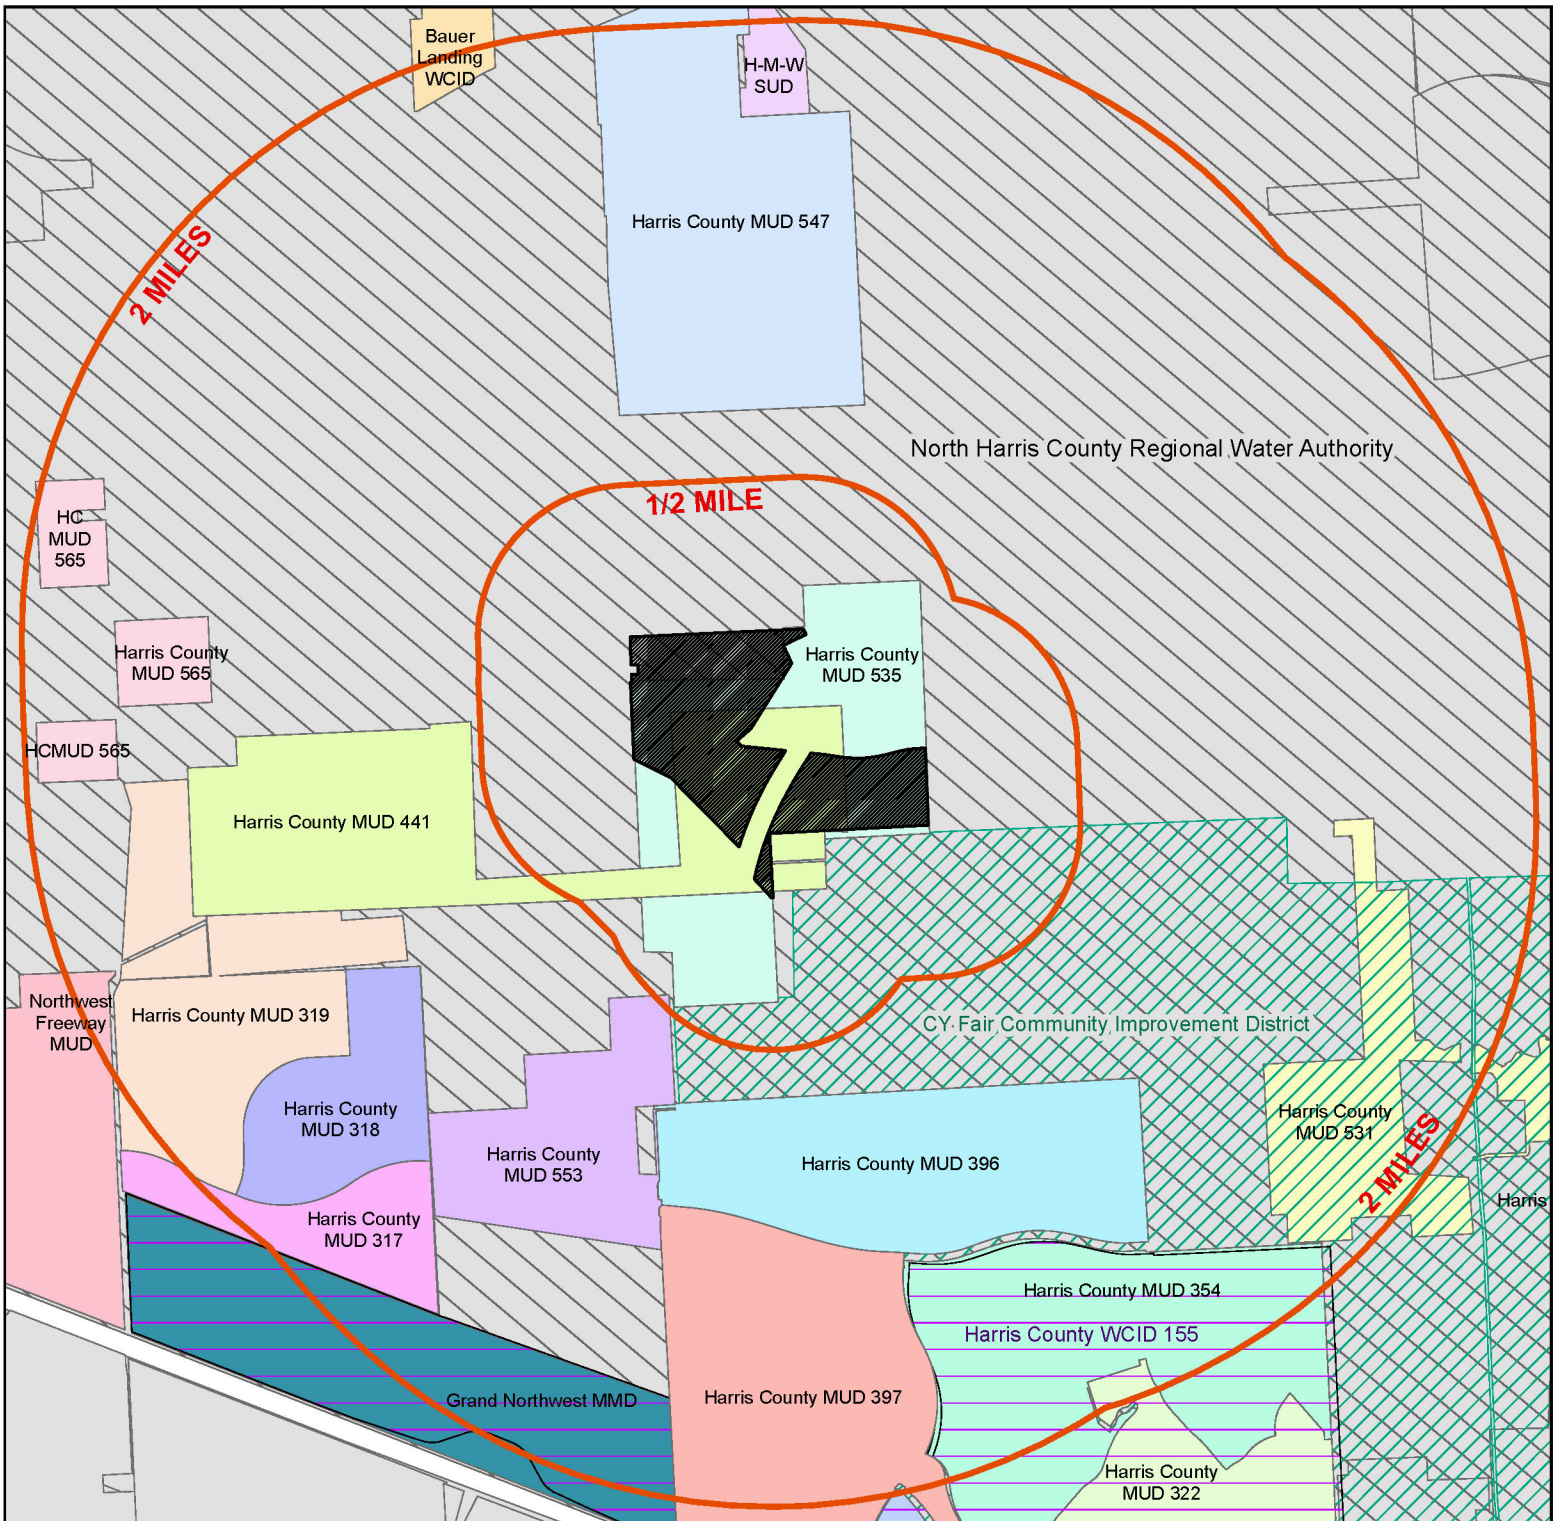 Bauer
Landing
WCID
H-M-W
SUD
Harris County MUD 547
2 MILES
North Harris County Regional Water Authority
1/2 MILE
HC
MUD
565
Harris County
MUD 565
Harris County
MUD 535
HCMUD 565
Harris County MUD 441
Northwest
Freeway
MUD
Harris County MUD 319
CY Fair Community Improvement District
Harris County
MUD 318
Harris County
MUD 531
Harris County
MUD 553
Harris County MUD 396
2 MILES
Harris
Harris County
MUD 317
Harris County MUD 354
Harris County WCID 155
Grand Northwest MMD
Harris County MUD 397
Harris County
MUD 322